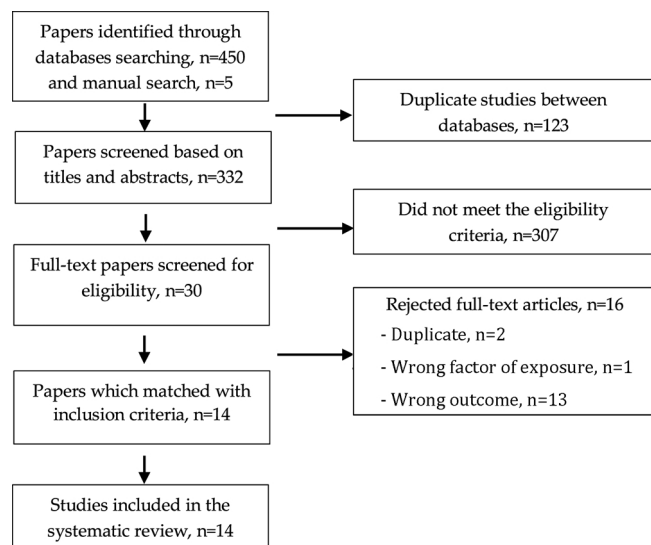 Papers identified through
databases searching, n=450
and manual search, n=5
Duplicate studies between
databases, n=123
Papers screened based on
titles and abstracts, n=332
Did not meet the eligibility
criteria, n=307
Full-text papers screened for
eligibility, n=30
Rejected full-text articles, n=16
- Duplicate, n=2
- Wrong factor of exposure, n=1
- Wrong outcome, n=13
Papers which matched with
inclusion criteria, n=14
Studies included in the
systematic review, n=14